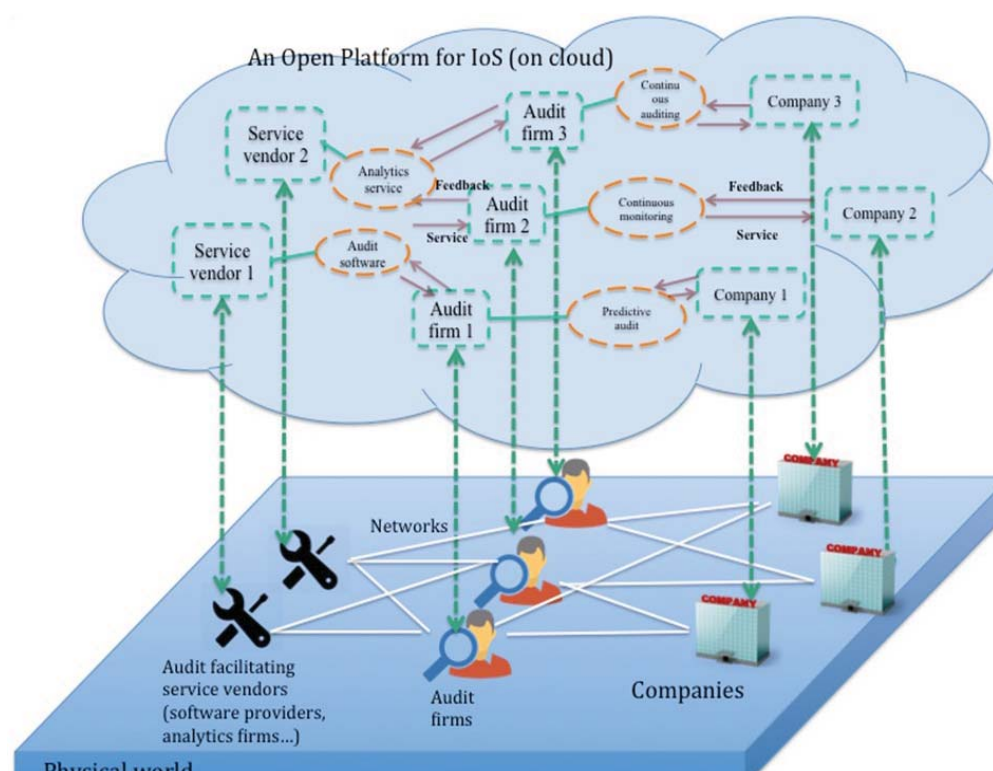 An Open Platform for IoS (on cloud)
Service
vendor 2
Analytics
service
Audit
firm 3
Continu
ous
auditing
Company 3
Service
vendor 1
Audit
software
Feedback
Service
Audit
firm 2
Continuous
monitoring
Feedback
Service
Company 2
Audit
firm 1
Predictive
audit
Company 1
Networks
COMPANY
COMPANY
COMPANY
Audit facilitating
service vendors
(software providers,
analytics firms...)
Audit
firms
Companies
Physical world